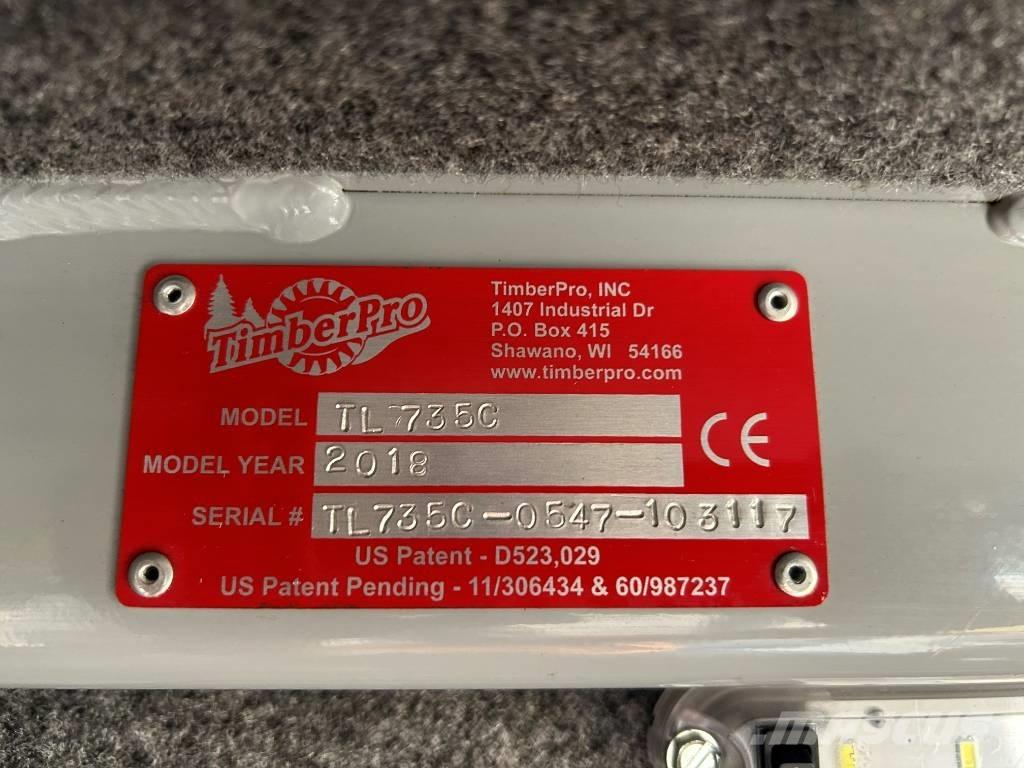 TimberPro
TimberPro, INC
1407 Industrial Dr
P.O. Box 415
Shawano, WI 54166
www.timberpro.com
MODEL TL735C
MODEL YEAR 2018
SERIAL # TL735C-0547-103117
CE
US Patent - D523,029
US Patent Pending - 11/306434 & 60/987237
MASCUS